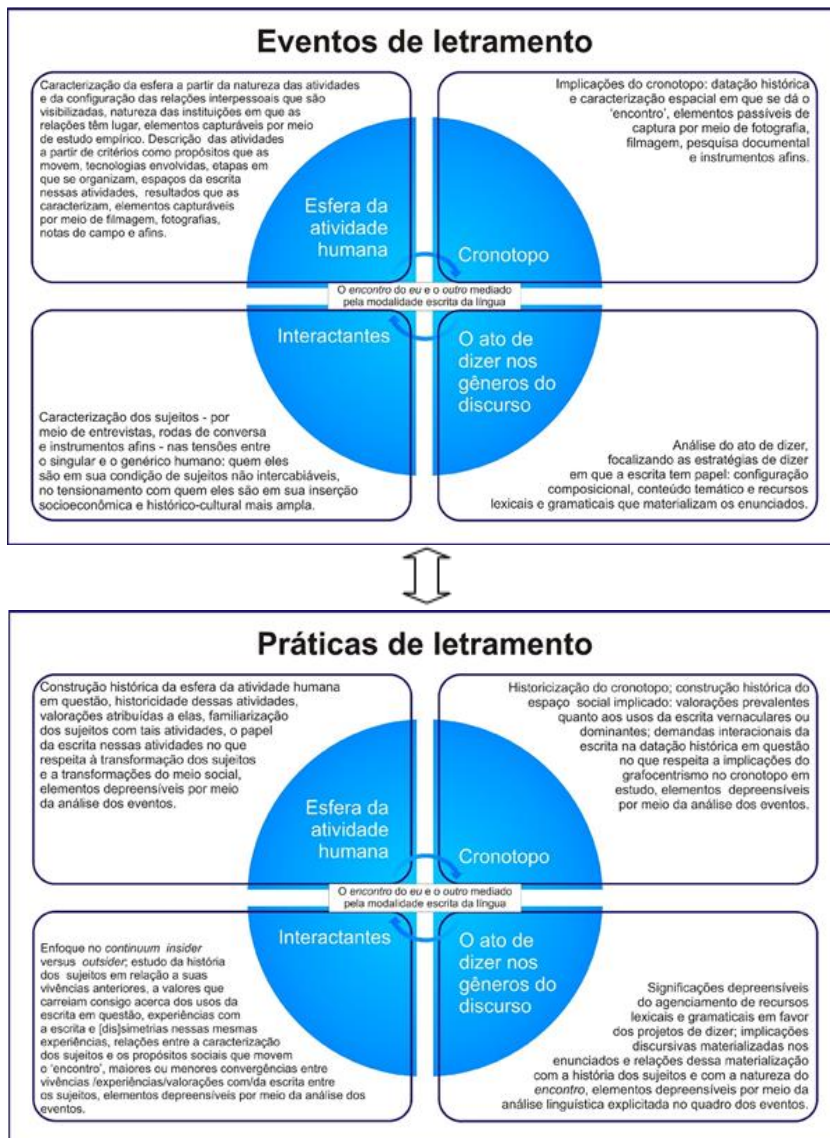 Eventos de letramento
Caracterização da esfera a partir da natureza das atividades
e da configuração das relações interpessoais que são
visibilizadas, natureza das instituições em que as
relações têm lugar, elementos capturáveis por meio
de estudo empírico. Descrição das atividades
a partir de critérios como propósitos que as
movem, tecnologias envolvidas, etapas em
que se organizam, espaços da escrita
nessas atividades, resultados que as
caracterizam, elementos capturáveis
por meio de filmagem, fotografias,
notas de campo e afins.
Implicações do cronotopo: datação histórica
e caracterização espacial em que se dá o
'encontro', elementos passíveis de
captura por meio de fotografia,
filmagem, pesquisa documental
e instrumentos afins.
Esfera da
atividade
humana
Cronotopo
O encontro do eu e o outro mediado
pela modalidade escrita da língua
Interactantes
O ato de
dizer nos
gêneros do
discurso
Caracterização dos sujeitos - por
meio de entrevistas, rodas de conversa
e instrumentos afins - nas tensões entre
o singular e o genérico humano: quem eles
são em sua condição de sujeitos não intercabiáveis,
no tensionamento com quem eles são em sua inserção
socioeconômica e histórico-cultural mais ampla.
Análise do ato de dizer,
focalizando as estratégias de dizer
em que a escrita tem papel: configuração
composicional, conteúdo temático e recursos
lexicais e gramaticais que materializam os enunciados.
Práticas de letramento
Construção histórica da esfera da atividade humana
em questão, historicidade dessas atividades,
valorações atribuídas a elas, familiarização
dos sujeitos com tais atividades, o papel
da escrita nessas atividades no que
respeita à transformação dos sujeitos
e a transformações do meio social,
elementos depreensíveis por meio
da análise dos eventos.
Historicização do cronotopo; construção histórica do
espaço social implicado: valorações prevalentes
quanto aos usos da escrita vernaculares ou
dominantes; demandas interacionais da
escrita na datação histórica em questão
no que respeita a implicações do
grafocentrismo no cronotopo em
estudo, elementos depreensíveis
por meio da análise dos eventos.
Esfera da
atividade
humana
Cronotopo
O encontro do eu e o outro mediado
pela modalidade escrita da língua
Interactantes
O ato de
dizer nos
gêneros do
discurso
Enfoque no continuum insider
versus outsider; estudo da história
dos sujeitos em relação a suas
vivências anteriores, a valores que
carreiam consigo acerca dos usos da
escrita em questão, experiências com
a escrita e [dis]simetrias nessas mesmas
experiências, relações entre a caracterização
dos sujeitos e os propósitos sociais que movem
o 'encontro', maiores ou menores convergências entre
vivências /experiências/valorações com/da escrita entre
os sujeitos, elementos depreensíveis por meio da análise dos
eventos.
Significações depreensíveis
do agenciamento de recursos
lexicais e gramaticais em favor
dos projetos de dizer; implicações
discursivas materializadas nos
enunciados e relações dessa materialização
com a história dos sujeitos e com a natureza do
encontro, elementos depreensíveis por meio da
análise linguística explicitada no quadro dos eventos.